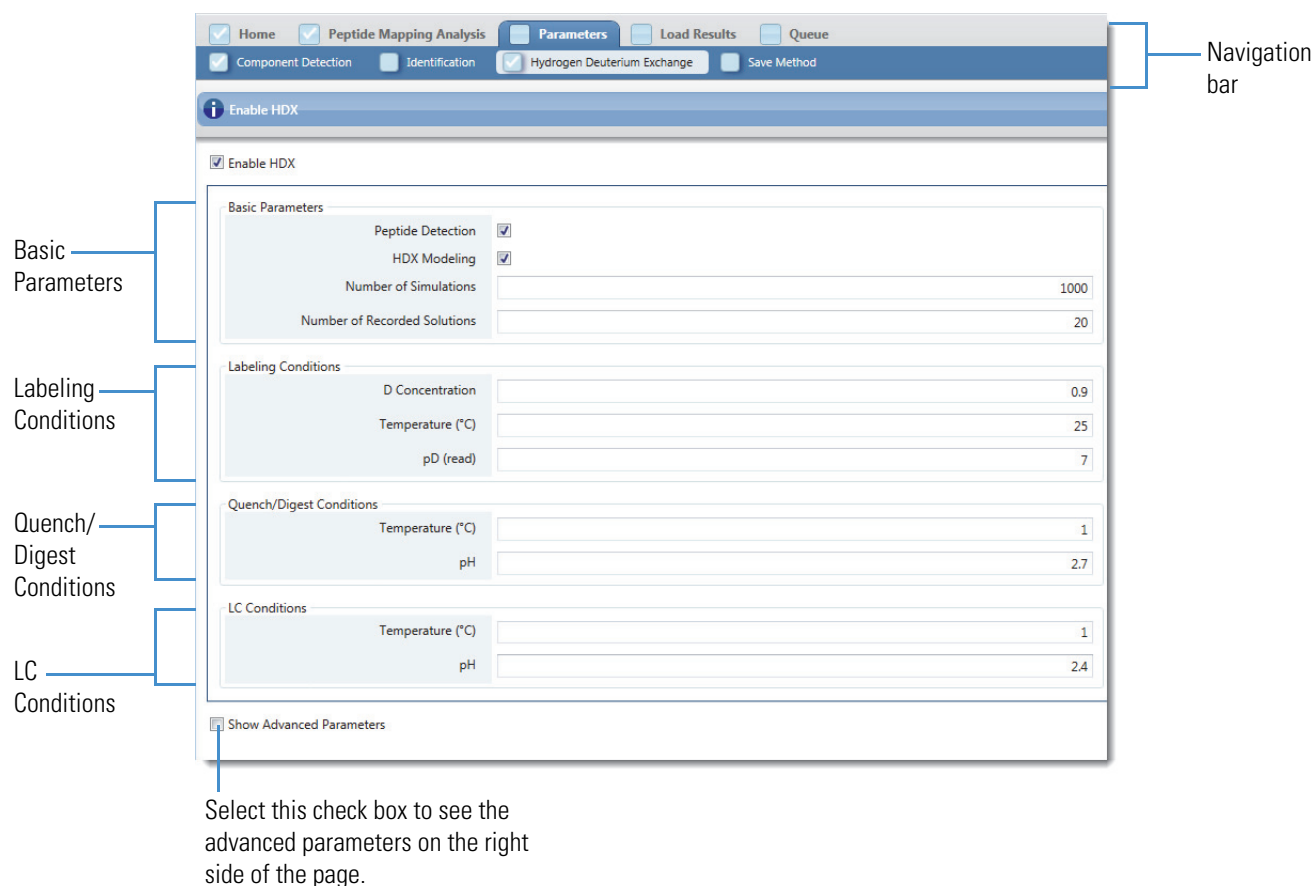 Home Peptide Mapping Analysis Parameters Load Results Queue
Component Detection Identification Hydrogen Deuterium Exchange Save Method
Navigation
bar
Enable HDX
Enable HDX
Basic
Parameters
Basic Parameters
Peptide Detection
HDX Modeling
Number of Simulations 1000
Number of Recorded Solutions 20
Labeling
Conditions
Labeling Conditions
D Concentration 0.9
Temperature (°C) 25
pD (read) 7
Quench/
Digest
Conditions
Quench/Digest Conditions
Temperature (°C) 1
pH 2.7
LC
Conditions
LC Conditions
Temperature (°C) 1
pH 2.4
Show Advanced Parameters
Select this check box to see the
advanced parameters on the right
side of the page.